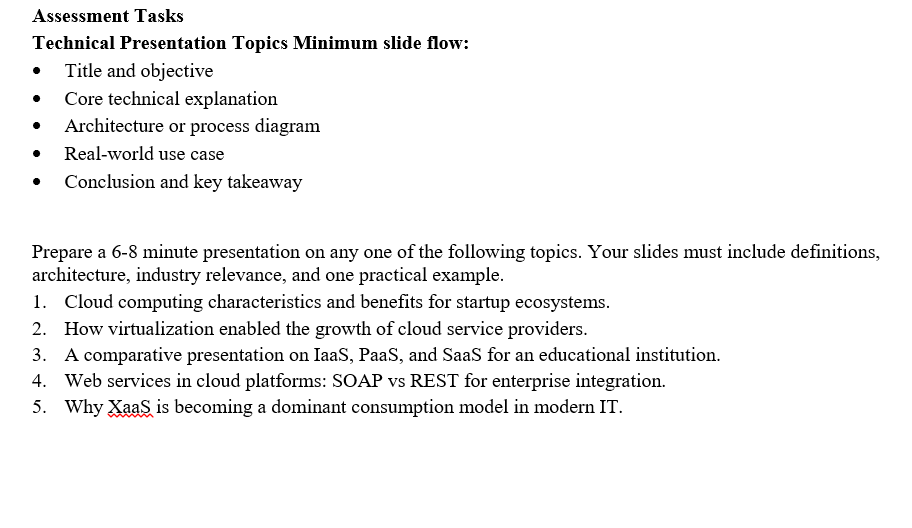 Assessment Tasks
Technical Presentation Topics Minimum slide flow:
• Title and objective
• Core technical explanation
• Architecture or process diagram
• Real-world use case
• Conclusion and key takeaway
Prepare a 6-8 minute presentation on any one of the following topics. Your slides must include definitions,
architecture, industry relevance, and one practical example.
1. Cloud computing characteristics and benefits for startup ecosystems.
2. How virtualization enabled the growth of cloud service providers.
3. A comparative presentation on IaaS, PaaS, and SaaS for an educational institution.
4. Web services in cloud platforms: SOAP vs REST for enterprise integration.
5. Why XaaS is becoming a dominant consumption model in modern IT.